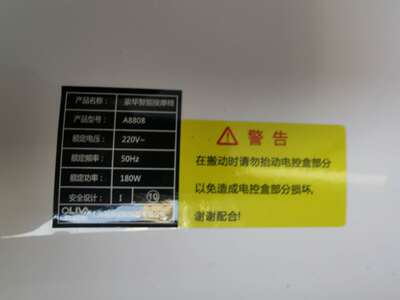 产品名称: 豪华智能按摩椅
产品型号: A8808
额定电压: 220V~
额定频率: 50Hz
额定功率: 180W
安全设计: I ⑩
OLIVA
警告
在搬动时请勿抬动电控盒部分
以免造成电控盒部分损坏,
谢谢配合!